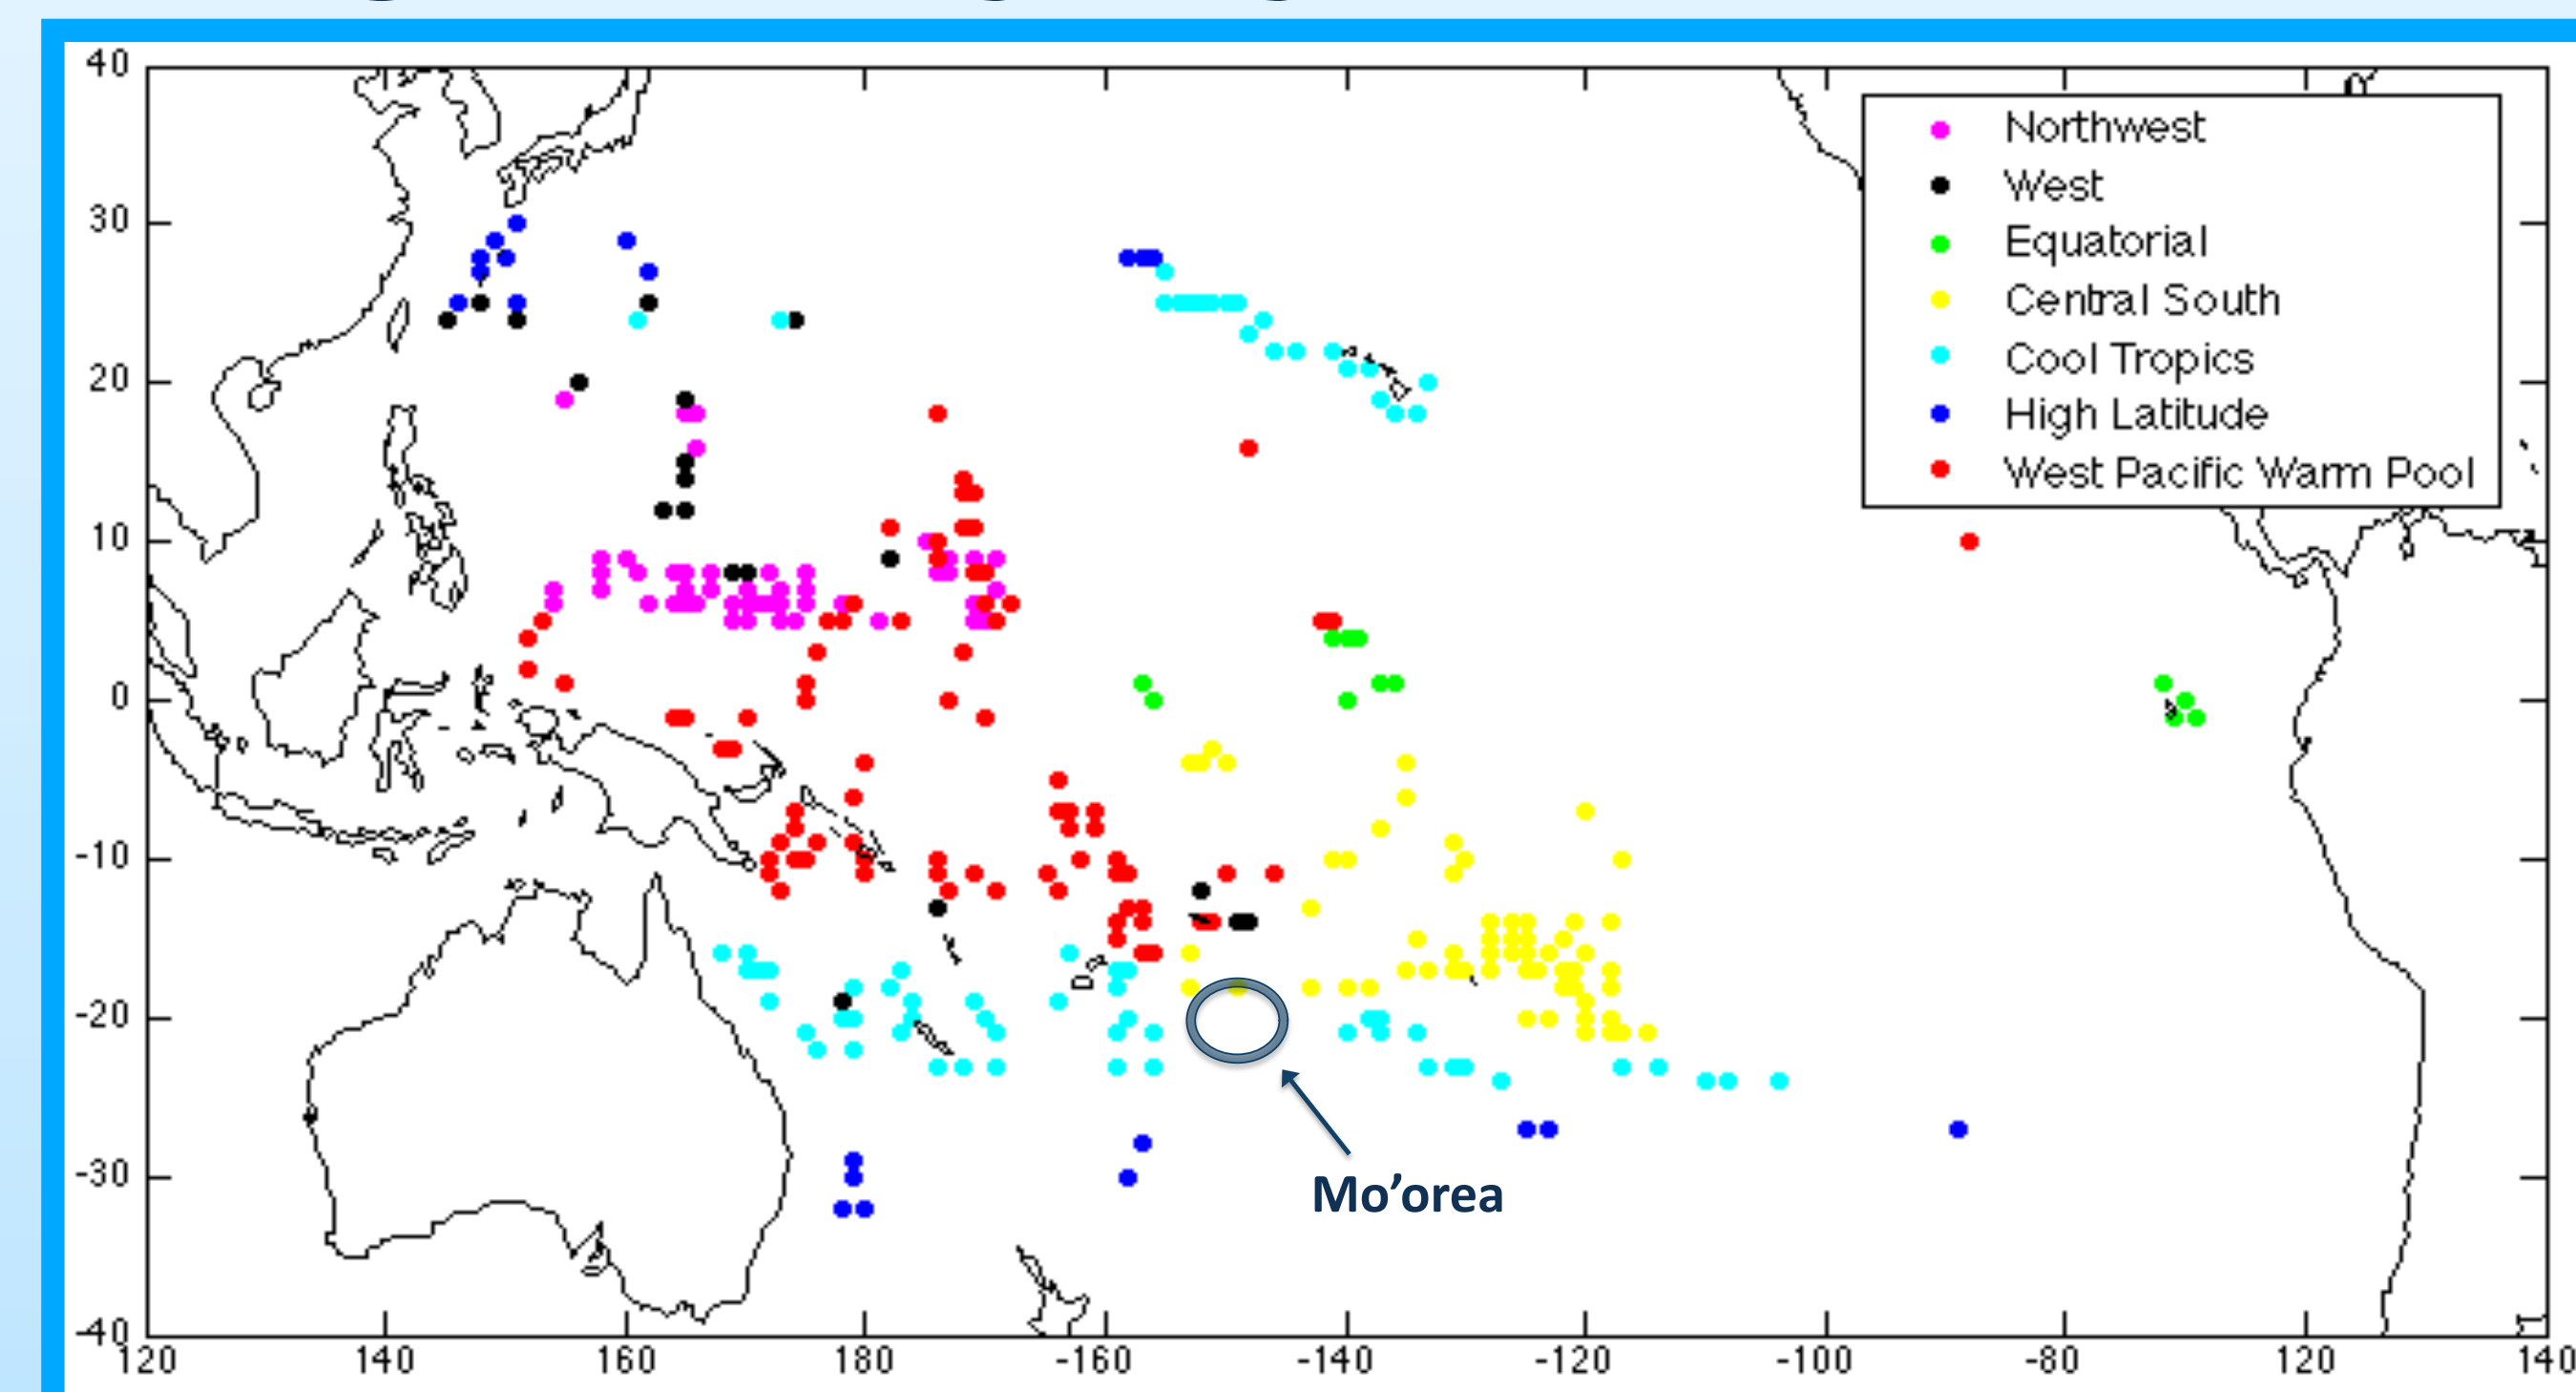 40
30
20
10
0
-10
-20
-30
-40
Northwest
West
Equatorial
Central South
Cool Tropics
High Latitude
West Pacific Warm Pool
Mo’orea
120 140 160 180 -160 -140 -120 -100 -80 120 140